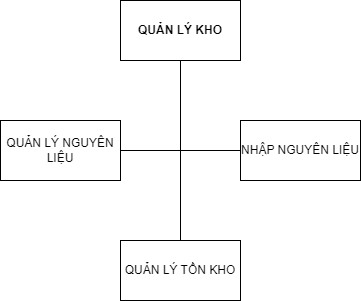 QUẢN LÝ KHO
QUẢN LÝ NGUYÊN
LIỆU
NHẬP NGUYÊN LIỆU
QUẢN LÝ TỒN KHO